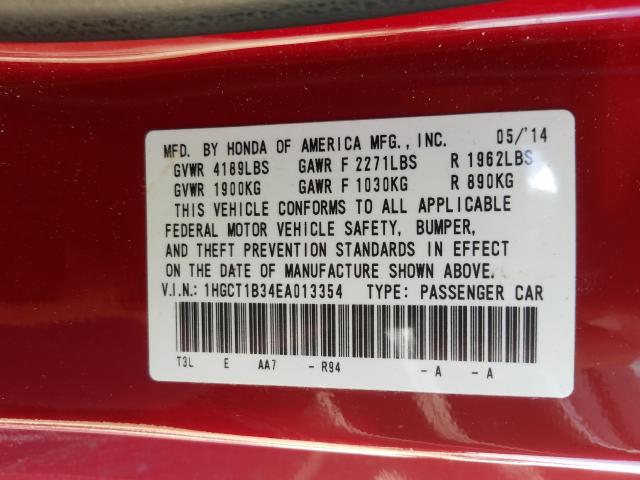 MFD. BY HONDA OF AMERICA MFG., INC. 05/'14
GVWR 4189LBS GAWR F 2271LBS R 1962LBS
GVWR 1900KG GAWR F 1030KG R 890KG
THIS VEHICLE CONFORMS TO ALL APPLICABLE
FEDERAL MOTOR VEHICLE SAFETY, BUMPER,
AND THEFT PREVENTION STANDARDS IN EFFECT
ON THE DATE OF MANUFACTURE SHOWN ABOVE.
V.I.N.: 1HGCT1B34EA013354 TYPE: PASSENGER CAR
T3L E AA7 - R94 - A - A